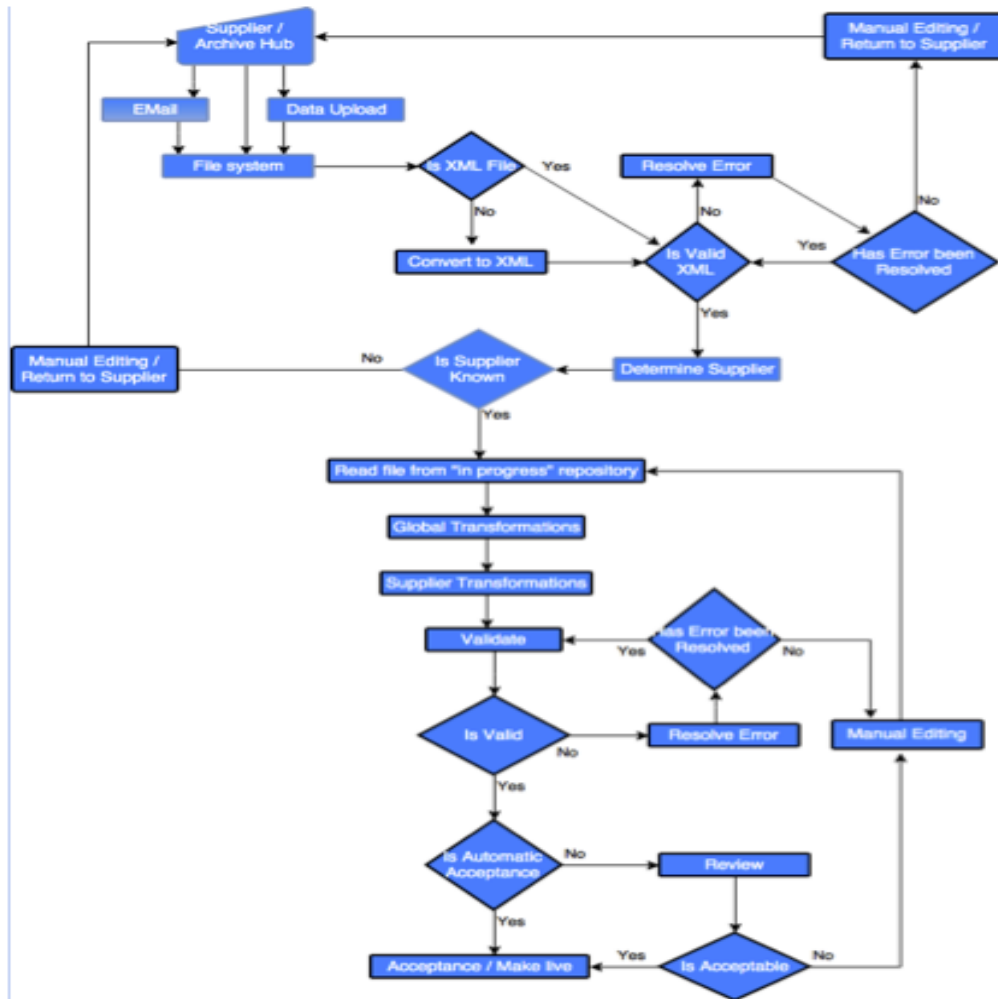 Supplier /
Archive Hub
Manual Editing /
Return to Supplier
EMail
Data Upload
File system
Is XML File
Yes
Resolve Error
No
No
No
Convert to XML
Is Valid
XML
Yes
Has Error been
Resolved
Yes
Manual Editing /
Return to Supplier
No
Is Supplier
Known
Determine Supplier
Yes
Read file from "in progress" repository
Global Transformations
Supplier Transformations
Validate
Yes
Has Error been
Resolved
No
Is Valid
No
Resolve Error
Manual Editing
Yes
Is Automatic
Acceptance
No
Review
Yes
Acceptance / Make live
Yes
Is Acceptable
No